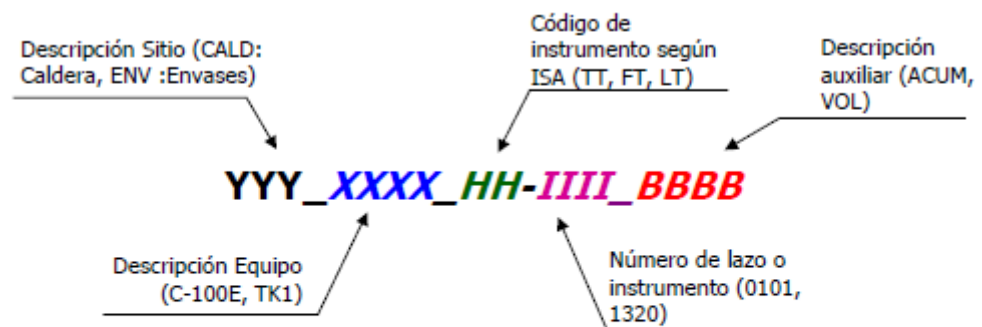 Descripción Sitio (CALD:
Caldera, ENV :Envases)
Código de
instrumento según
ISA (TT, FT, LT)
Descripción
auxiliar (ACUM,
VOL)
YYY_XXXX_HH-IIII_BBBB
Descripción Equipo
(C-100E, TK1)
Número de lazo o
instrumento (0101,
1320)